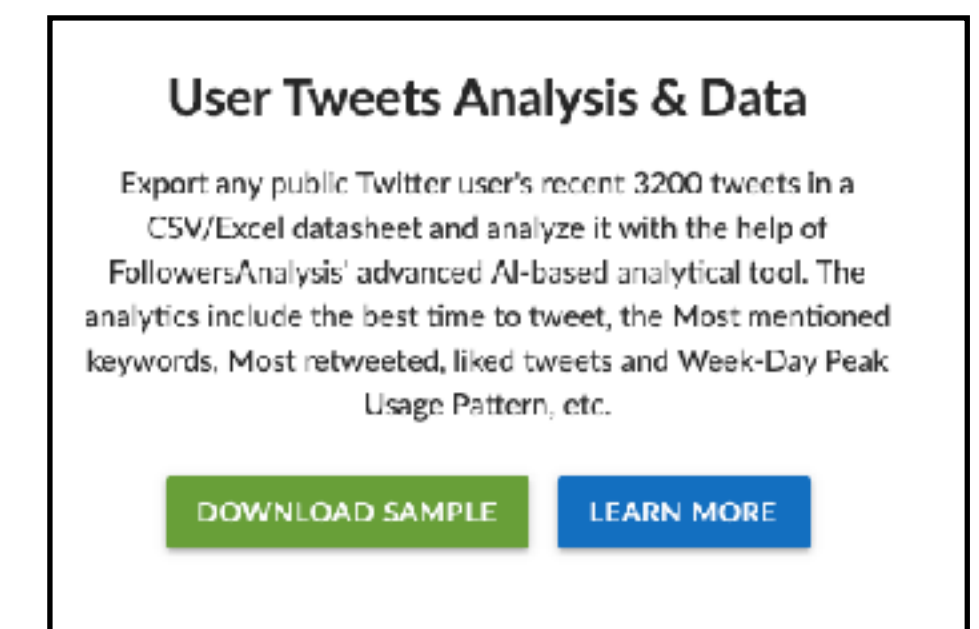 User Tweets Analysis & Data
Export any public Twitter user's recent 3200 tweets in a
CSV/Excel datasheet and analyze it with the help of
FollowersAnalysis' advanced AI-based analytical tool. The
analytics include the best time to tweet, the Most mentioned
keywords, Most retweeted, liked tweets and Week-Day Peak
Usage Pattern, etc.
DOWNLOAD SAMPLE
LEARN MORE